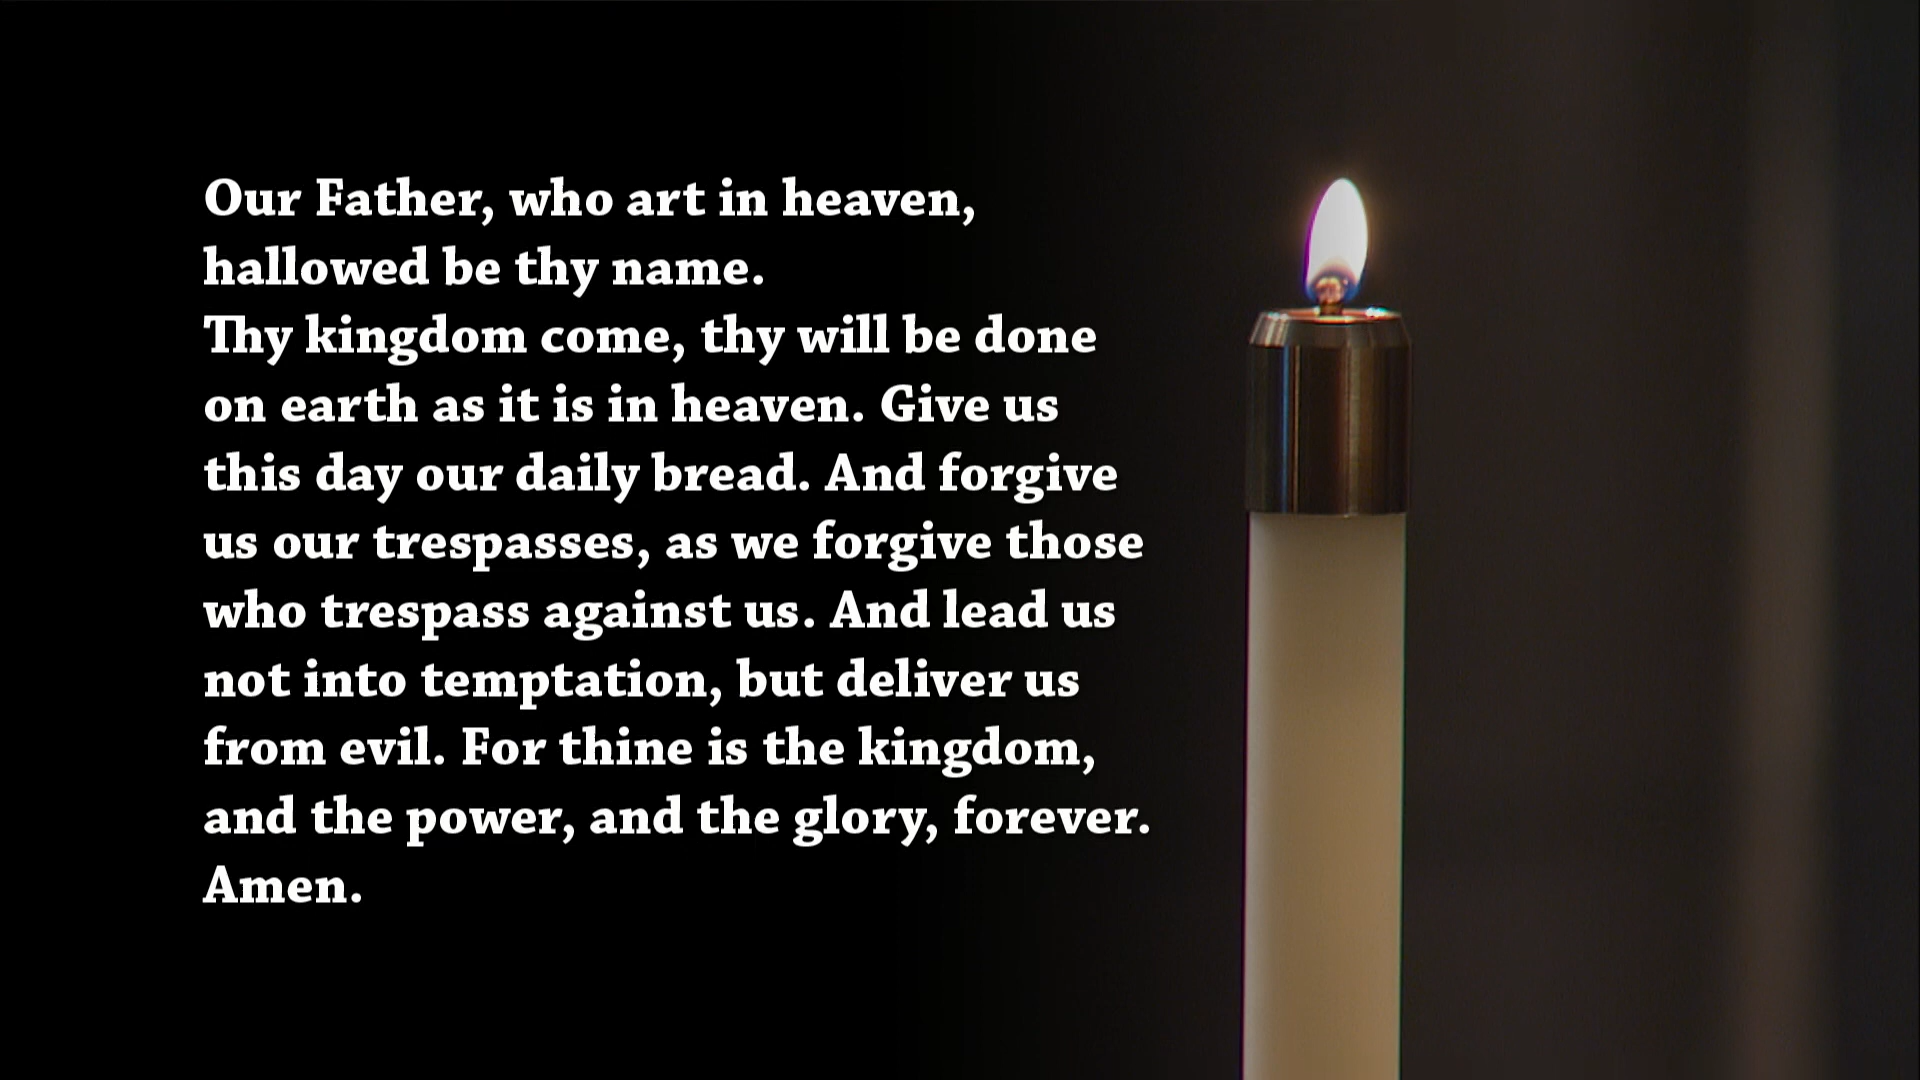 Our Father, who art in heaven,
hallowed be thy name.
Thy kingdom come, thy will be done
on earth as it is in heaven. Give us
this day our daily bread. And forgive
us our trespasses, as we forgive those
who trespass against us. And lead us
not into temptation, but deliver us
from evil. For thine is the kingdom,
and the power, and the glory, forever.
Amen.